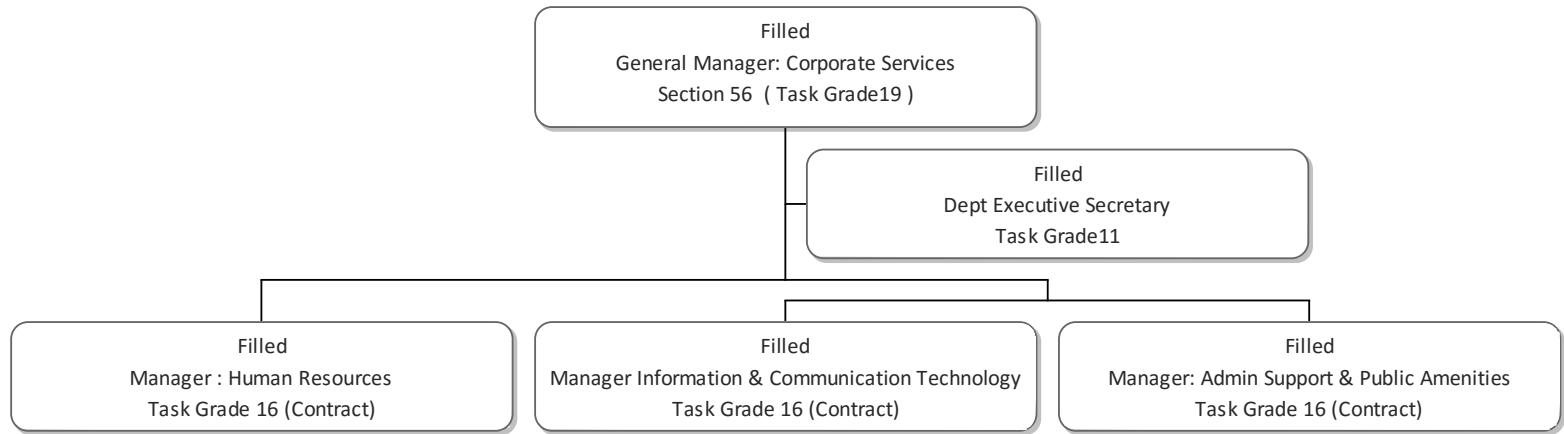 Filled
General Manager: Corporate Services
Section 56 ( Task Grade19 )
Filled
Dept Executive Secretary
Task Grade11
Filled
Manager : Human Resources
Task Grade 16 (Contract)
Filled
Manager Information & Communication Technology
Task Grade 16 (Contract)
Filled
Manager: Admin Support & Public Amenities
Task Grade 16 (Contract)